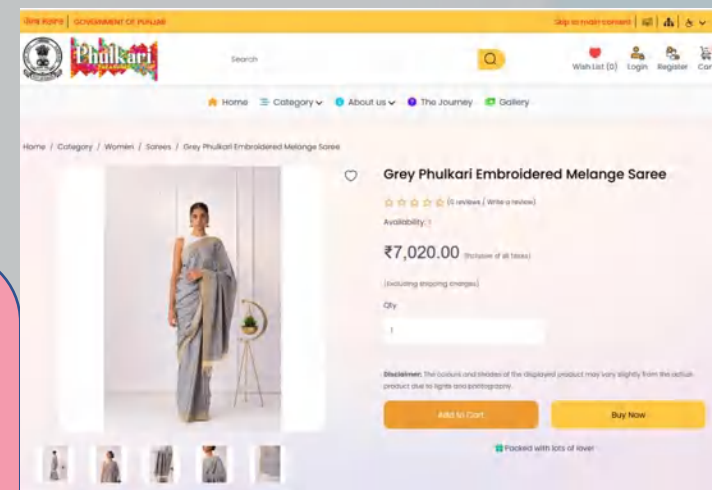 GOVERNMENT OF PUNJAB
Skip to main content
Phulkari
Search
Wish List (0) Login Register Cart
Home Category About us The Journey Gallery
Home / Category / Women / Sarees / Grey Phulkari Embroidered Melange Saree
Grey Phulkari Embroidered Melange Saree
(0 reviews / Write a review)
Availability: 1
₹7,020.00 (Inclusive of all taxes)
(Excluding shipping charges)
Qty
1
Disclaimer: The colours and shades of the displayed product may vary slightly from the actual
product due to lights and photography.
Add to Cart Buy Now
Packed with lots of love!